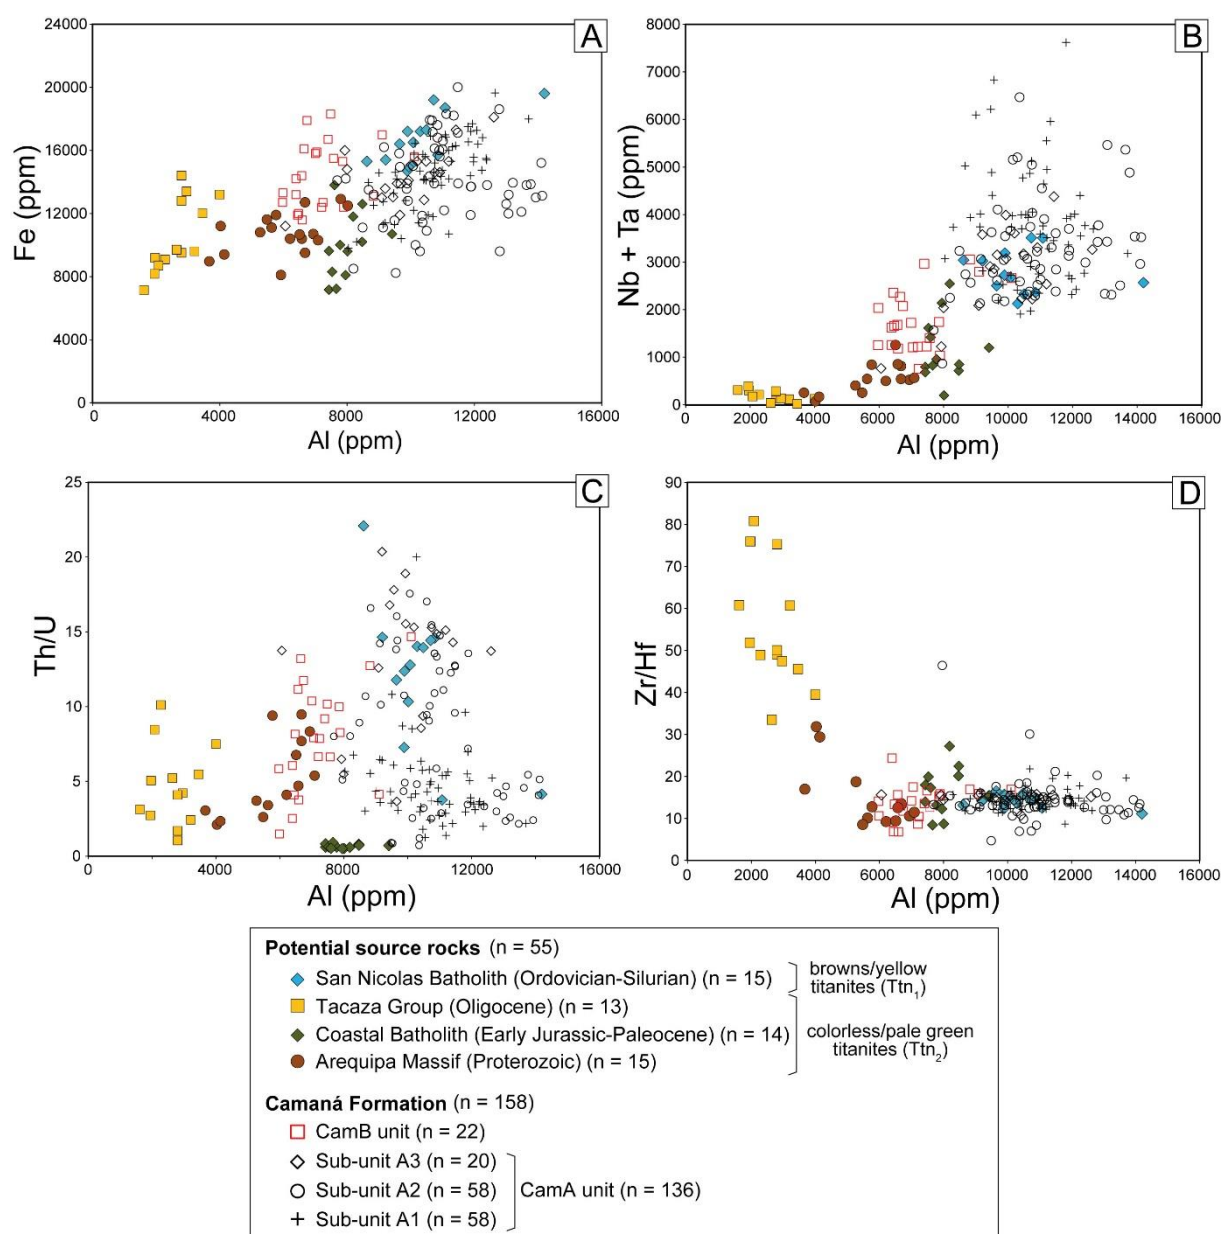 24000
20000
16000
12000
8000
4000
0
0
4000
8000
12000
16000
Fe (ppm)
Al (ppm)
A
8000
7000
6000
5000
4000
3000
2000
1000
0
0
2000
4000
6000
8000
10000
12000
14000
16000
Nb + Ta (ppm)
Al (ppm)
B
25
20
15
10
5
0
0
4000
8000
12000
16000
Th/U
Al (ppm)
C
90
80
70
60
50
40
30
20
10
0
0
2000
4000
6000
8000
10000
12000
14000
16000
Zr/Hf
Al (ppm)
D
Potential source rocks (n = 55)
San Nicolas Batholith (Ordovician-Silurian) (n = 15)
browns/yellow
titanites (Ttn1)
Tacaza Group (Oligocene) (n = 13)
Coastal Batholith (Early Jurassic-Paleocene) (n = 14)
Arequipa Massif (Proterozoic) (n = 15)
colorless/pale green
titanites (Ttn2)
Camaná Formation (n = 158)
CamB unit (n = 22)
Sub-unit A3 (n = 20)
Sub-unit A2 (n = 58)
Sub-unit A1 (n = 58)
CamA unit (n = 136)